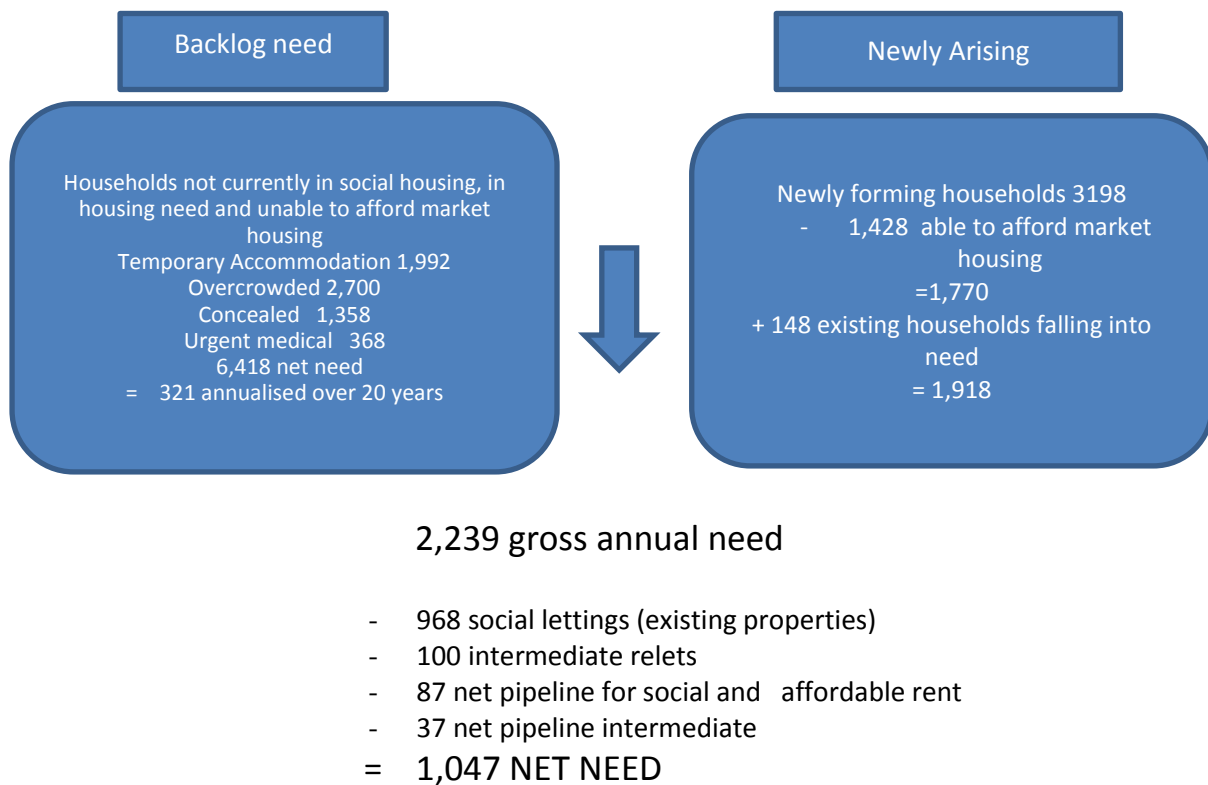 Backlog need
Households not currently in social housing, in
housing need and unable to afford market
housing
Temporary Accommodation 1,992
Overcrowded 2,700
Concealed 1,358
Urgent medical 368
6,418 net need
= 321 annualised over 20 years
Newly Arising
Newly forming households 3198
- 1,428 able to afford market
housing
=1,770
+ 148 existing households falling into
need
= 1,918
2,239 gross annual need
- 968 social lettings (existing properties)
- 100 intermediate relets
- 87 net pipeline for social and affordable rent
- 37 net pipeline intermediate
= 1,047 NET NEED